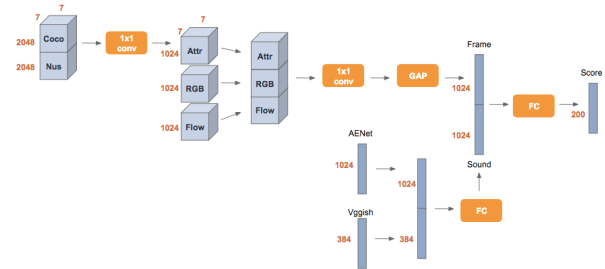 7
7
2048
Coco
2048
Nus
1x1
conv
7
7
1024
Attr
1024
RGB
1024
Flow
Attr
RGB
Flow
1x1
conv
GAP
Frame
1024
1024
Sound
FC
Score
200
AENet
1024
Vggish
384
1024
384
FC